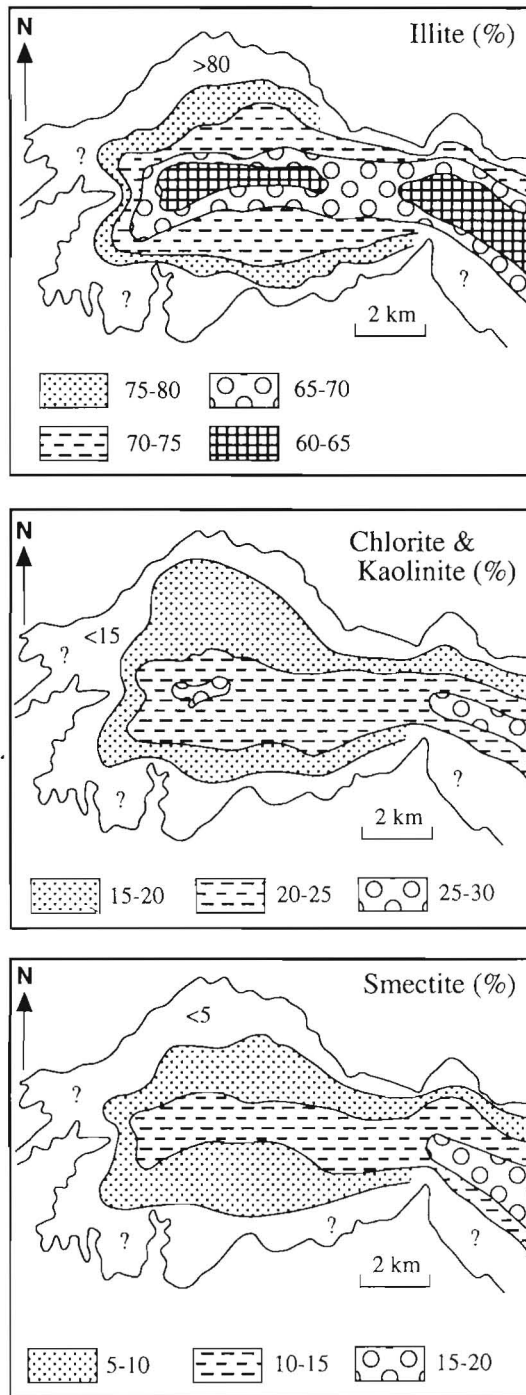 N
Illite (%)
>80
?
?
?
2 km
75-80
65-70
70-75
60-65
N
Chlorite &
Kaolinite (%)
<15
?
?
?
2 km
15-20
20-25
25-30
N
Smectite (%)
<5
?
?
?
?
2 km
5-10
10-15
15-20